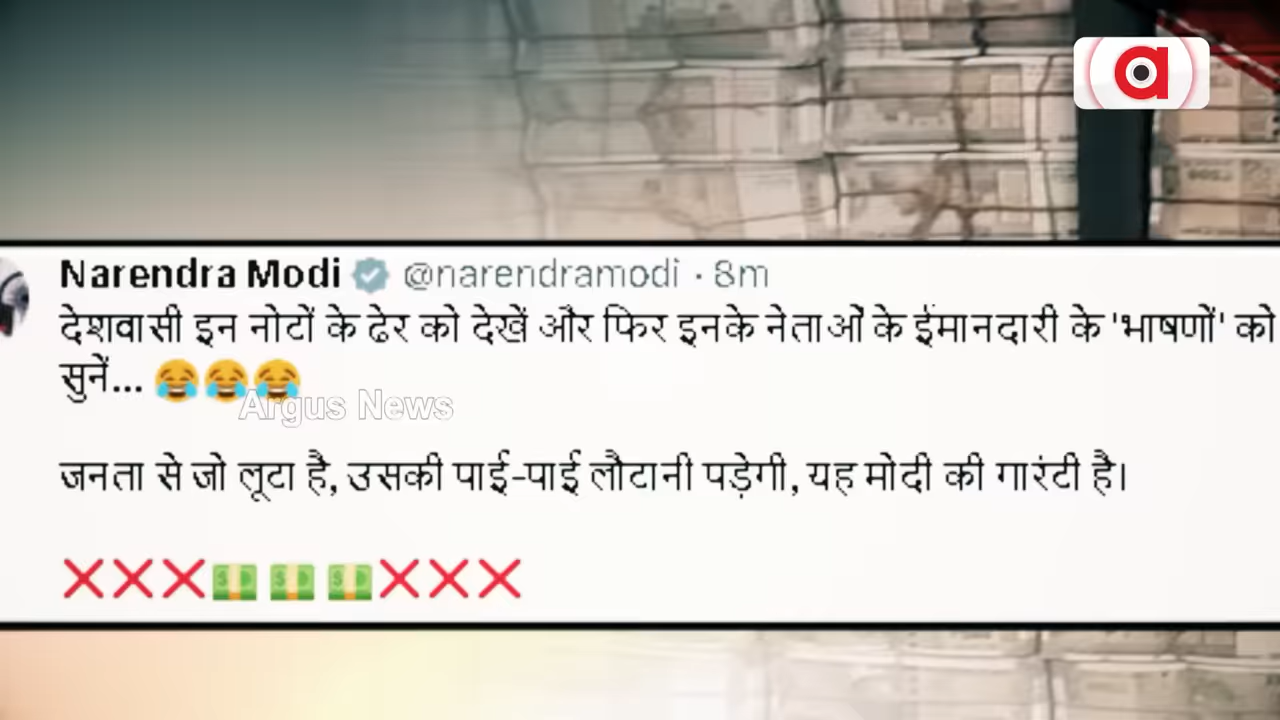 Narendra Modi @narendramodi · 8m
देशवासी इन नोटों के ढेर को देखें और फिर इनके नेताओं के ईमानदारी के 'भाषणों' को
सुनें... 😂😂😂
Argus News
जनता से जो लूटा है, उसकी पाई-पाई लौटानी पड़ेगी, यह मोदी की गारंटी है।
❌❌❌💵 💵 💵❌❌❌